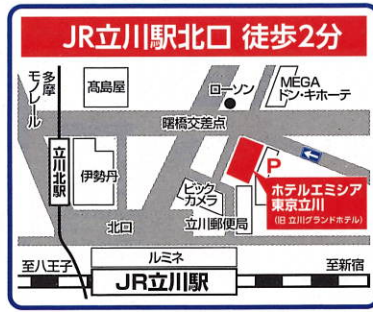 JR立川駅北口 徒歩2分
多摩
モノレール
髙島屋
ローソン
MEGA
ドン・キホーテ
曙橋交差点
立川北駅
伊勢丹
P
ビック
カメラ
ホテルエミシア
東京立川
(旧 立川グランドホテル)
立川郵便局
北口
ルミネ
至八王子
JR立川駅
至新宿